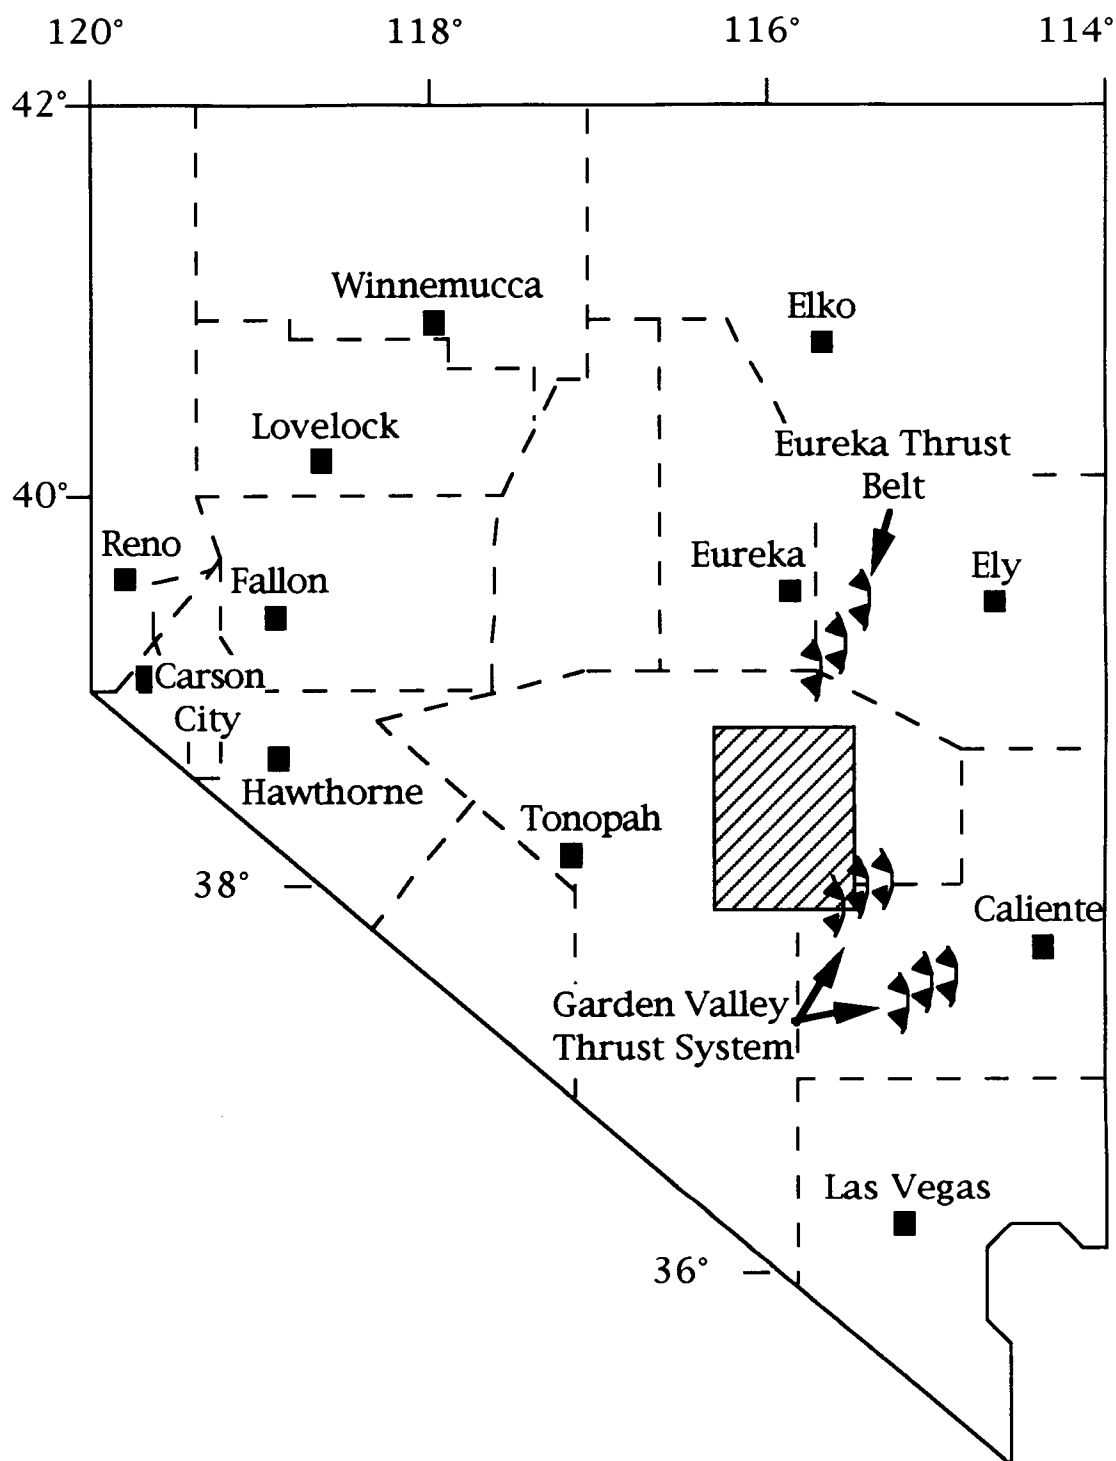 120° 118° 116° 114°
42°
Winnemucca
Elko
Lovelock
Eureka Thrust
Belt
40°
Reno
Eureka
Ely
Fallon
Carson
City
Hawthorne
Tonopah
38°
Caliente
Garden Valley
Thrust System
Las Vegas
36°